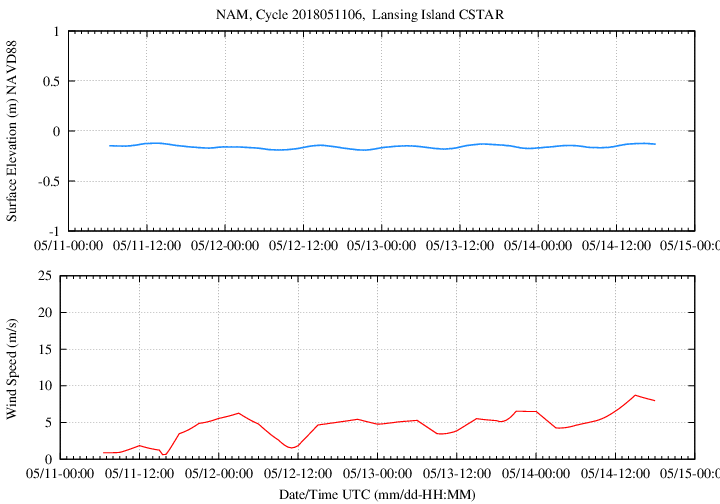 NAM, Cycle 2018051106,  Lansing Island CSTAR
Surface Elevation (m) NAVD88
1
0.5
0
-0.5
-1
05/11-00:00 05/11-12:00 05/12-00:00 05/12-12:00 05/13-00:00 05/13-12:00 05/14-00:00 05/14-12:00 05/15-0
Wind Speed (m/s)
25
20
15
10
5
0
05/11-00:00 05/11-12:00 05/12-00:00 05/12-12:00 05/13-00:00 05/13-12:00 05/14-00:00 05/14-12:00 05/15-0
Date/Time UTC (mm/dd-HH:MM)